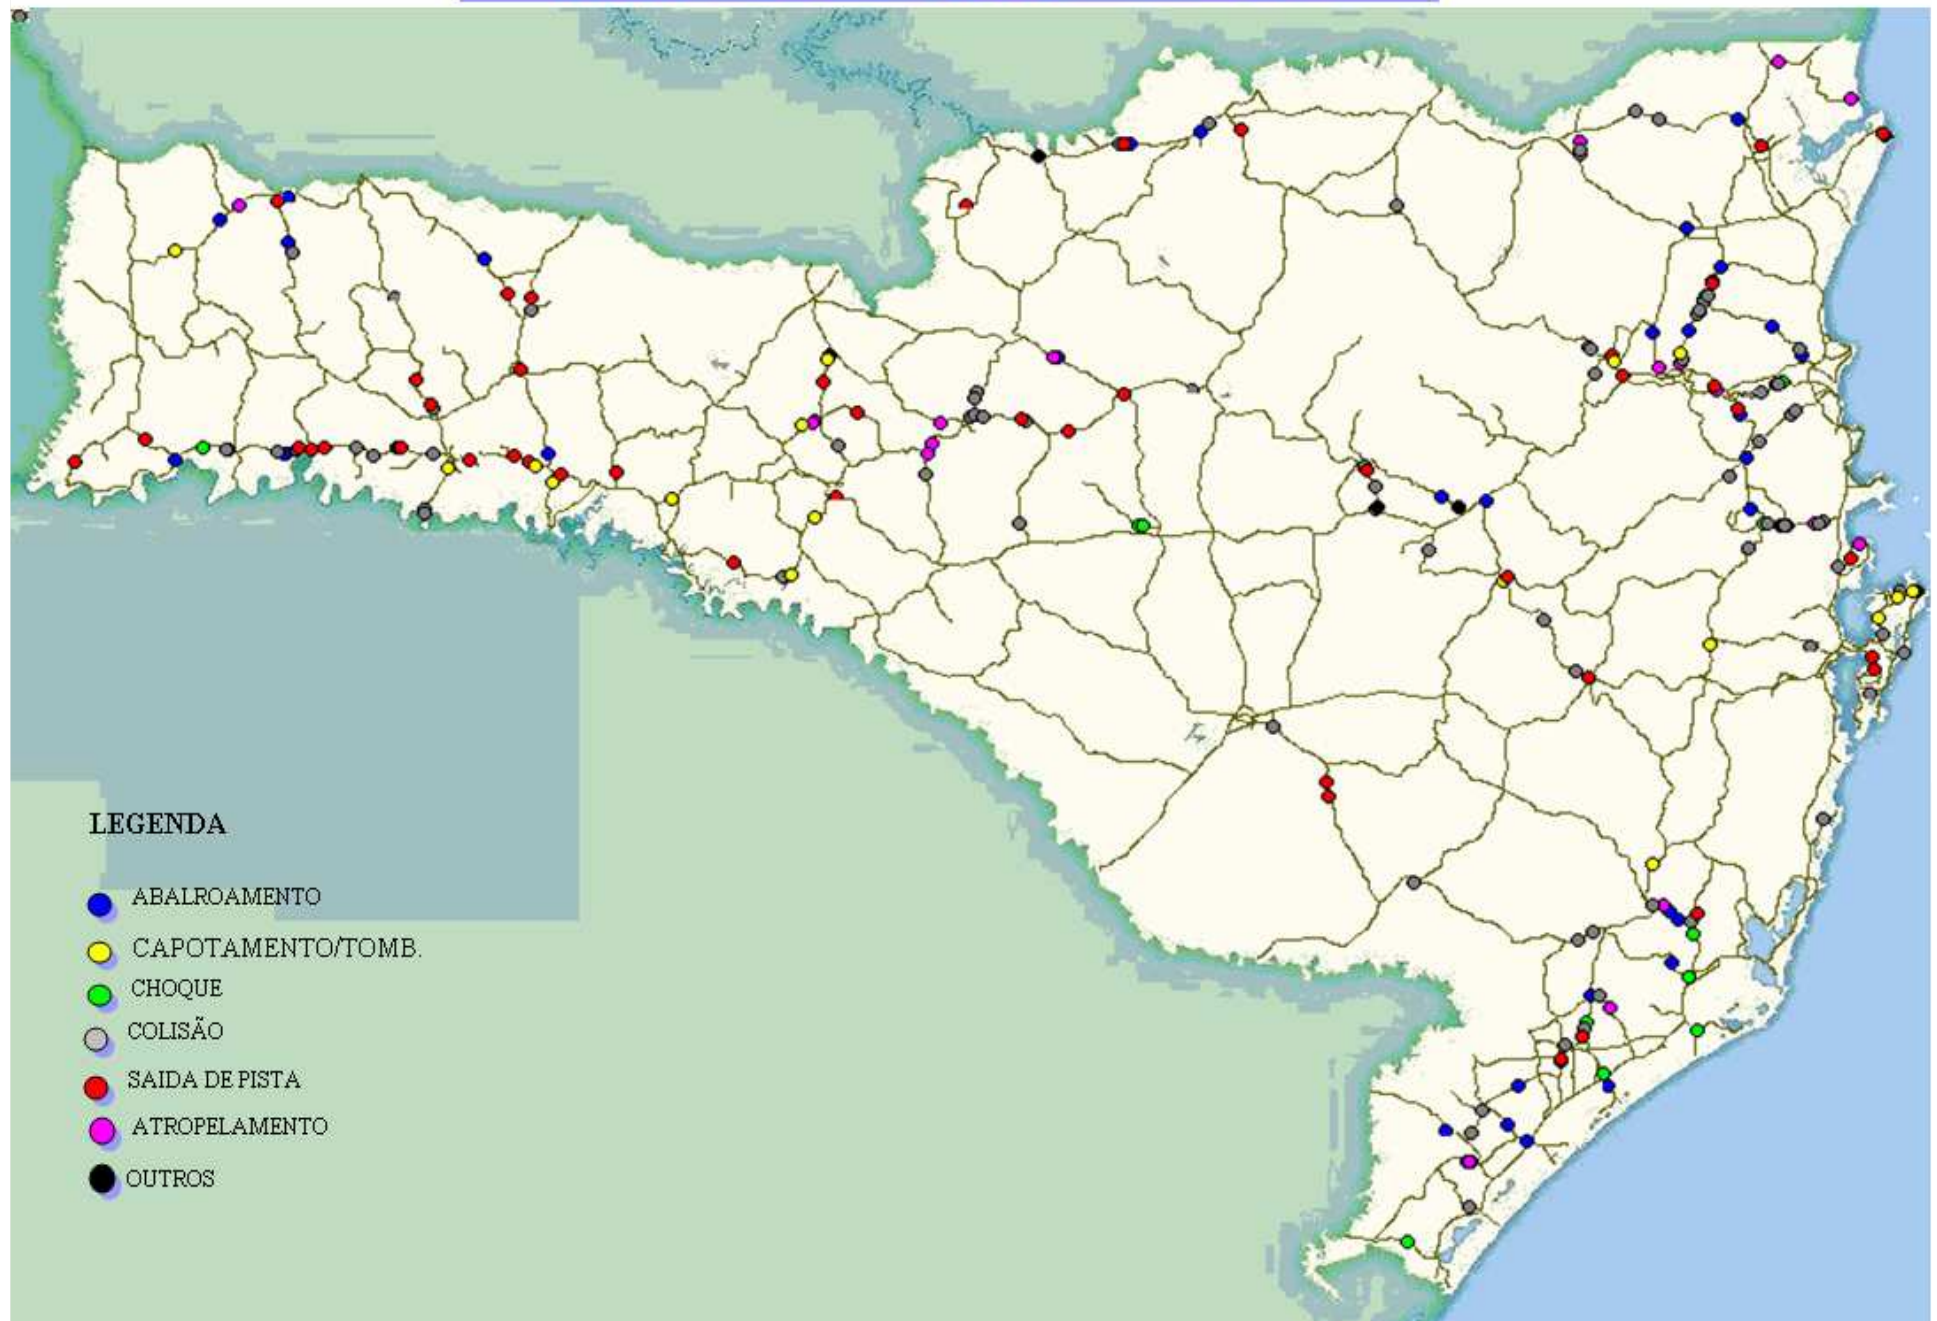 LEGENDA
ABALROAMENTO
CAPOTAMENTO/TOMB.
CHOQUE
COLISÃO
SAIDA DE PISTA
ATROPELAMENTO
OUTROS